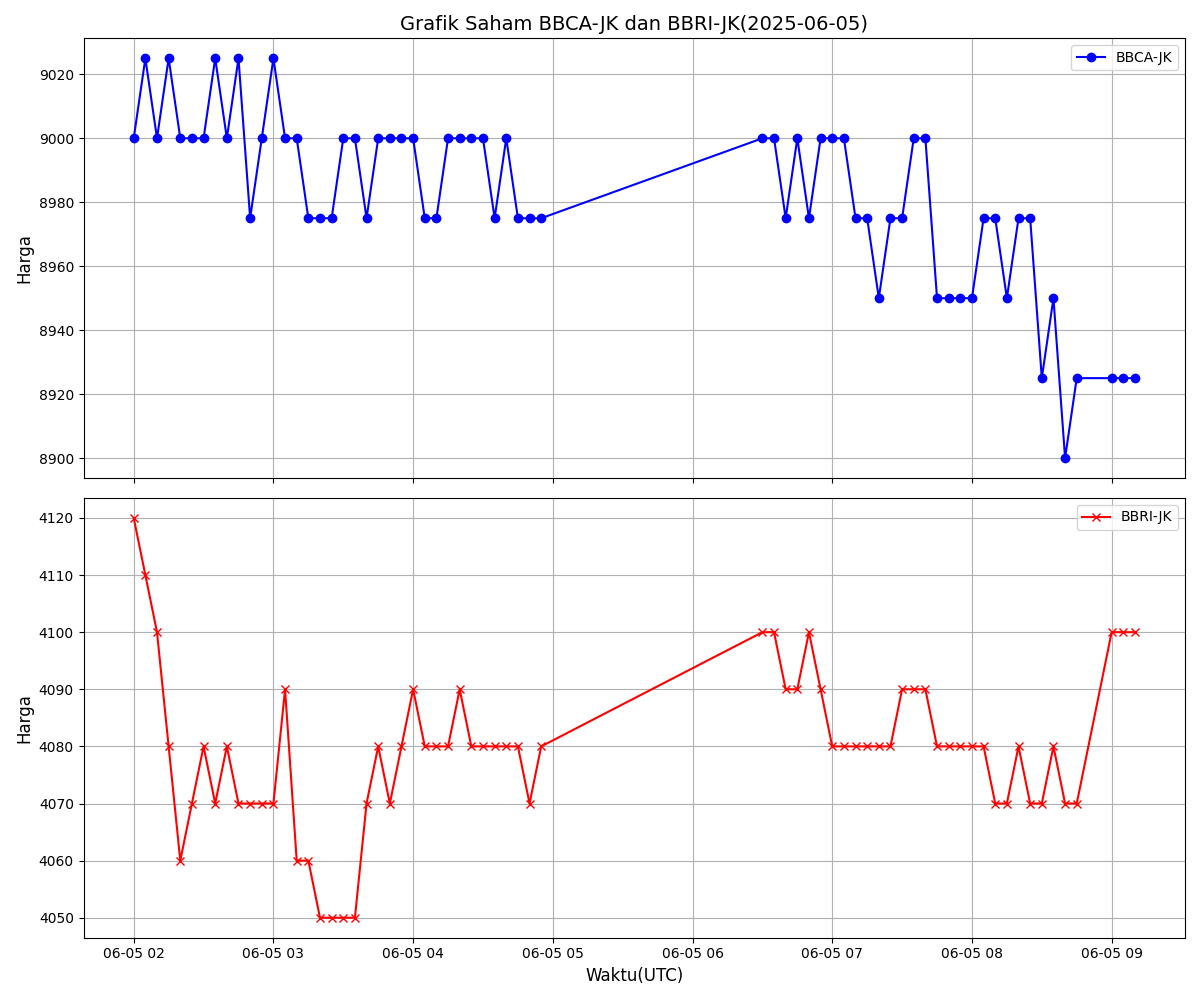 Grafik Saham BBCA-JK dan BBRI-JK(2025-06-05)
BBCA-JK
9020
9000
8980
8960
8940
8920
8900
Harga
BBRI-JK
4120
4110
4100
4090
4080
4070
4060
4050
Harga
06-05 02 06-05 03 06-05 04 06-05 05 06-05 06 06-05 07 06-05 08 06-05 09
Waktu(UTC)